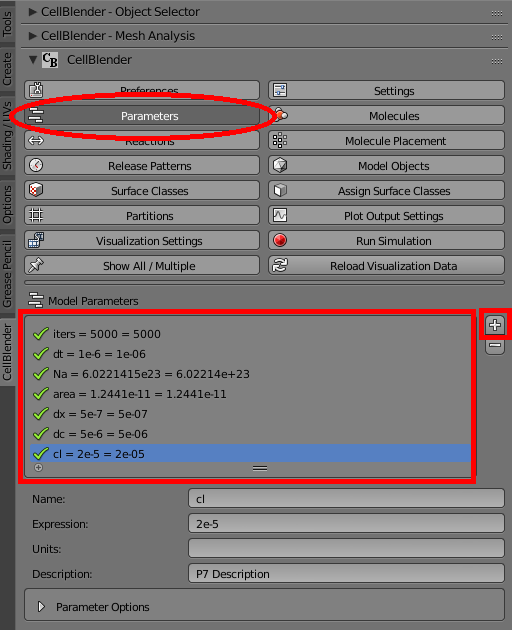 Tools
Create
Shading / UVs
Options
Grease Pencil
CellBlender
CellBlender - Object Selector
CellBlender - Mesh Analysis
CB CellBlender
Preferences Settings
Parameters Molecules
Reactions Molecule Placement
Release Patterns Model Objects
Surface Classes Assign Surface Classes
Partitions Plot Output Settings
Visualization Settings Run Simulation
Show All / Multiple Reload Visualization Data
Model Parameters
iters = 5000 = 5000
dt = 1e-6 = 1e-06
Na = 6.0221415e23 = 6.02214e+23
area = 1.2441e-11 = 1.2441e-11
dx = 5e-7 = 5e-07
dc = 5e-6 = 5e-06
cl = 2e-5 = 2e-05
Name: cl
Expression: 2e-5
Units:
Description: P7 Description
Parameter Options